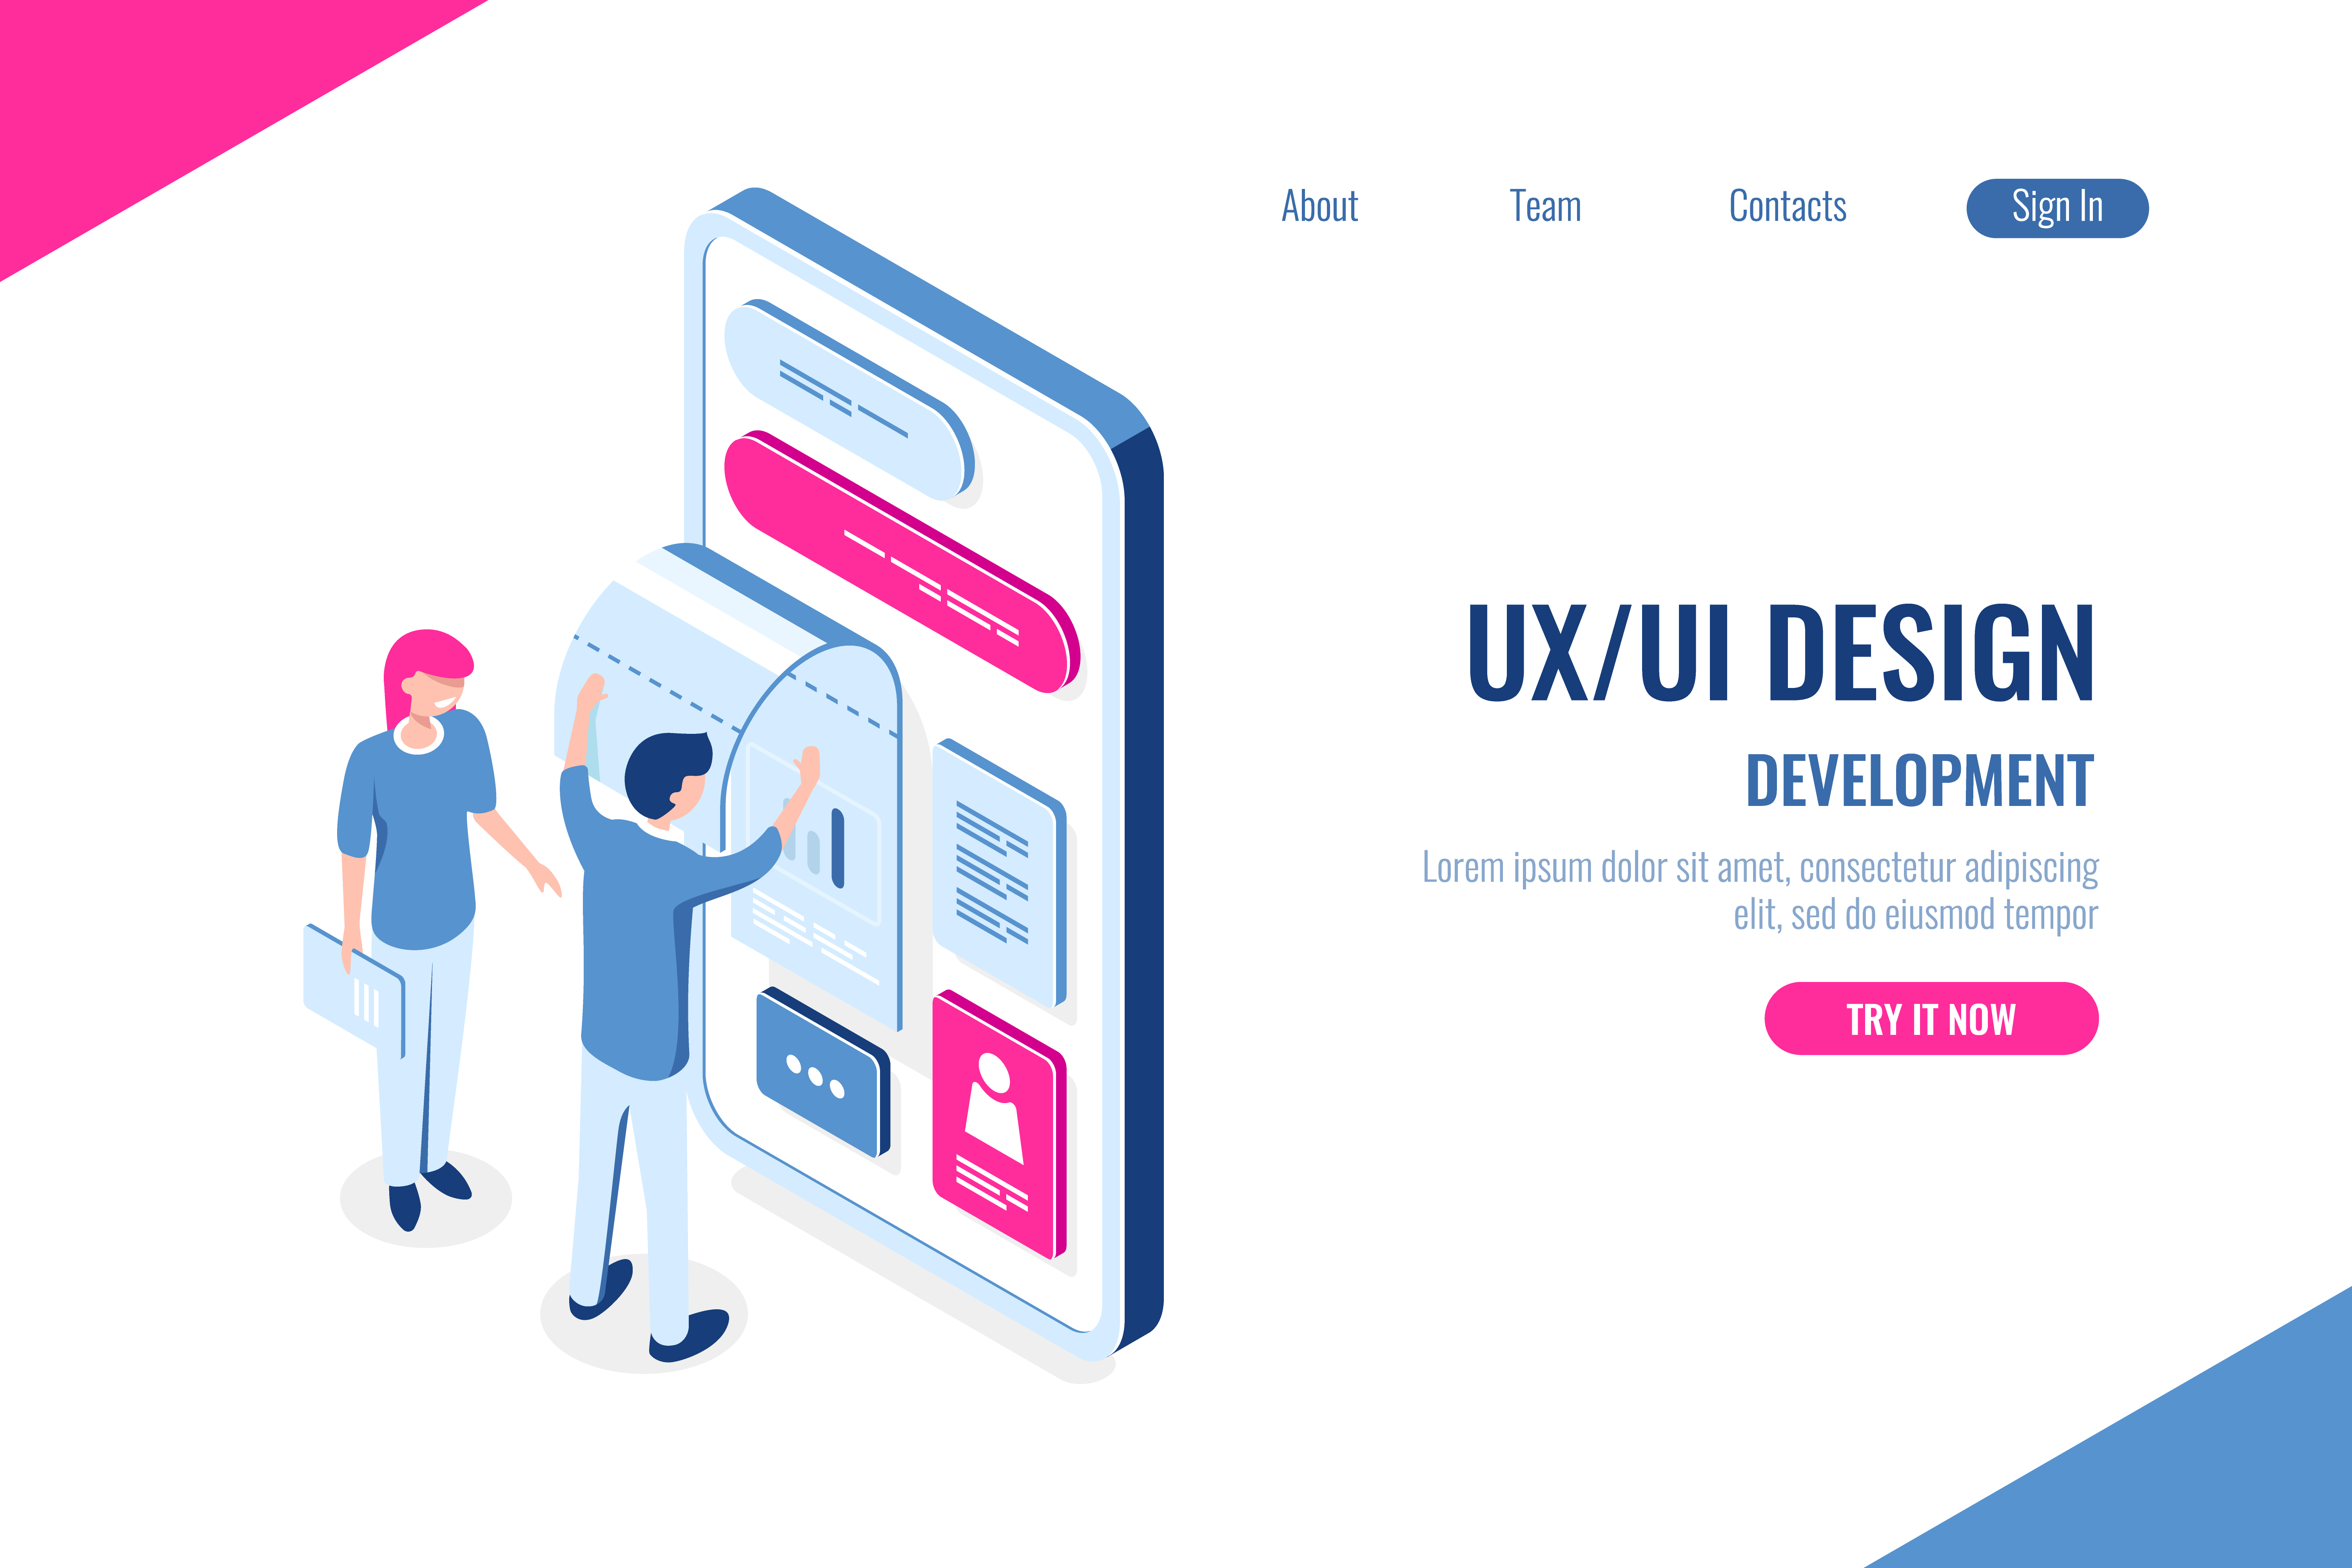 About
Team
Contacts
Sign In
UX/UI DESIGN
DEVELOPMENT
Lorem ipsum dolor sit amet, consectetur adipiscing
elit, sed do eiusmod tempor
TRY IT NOW